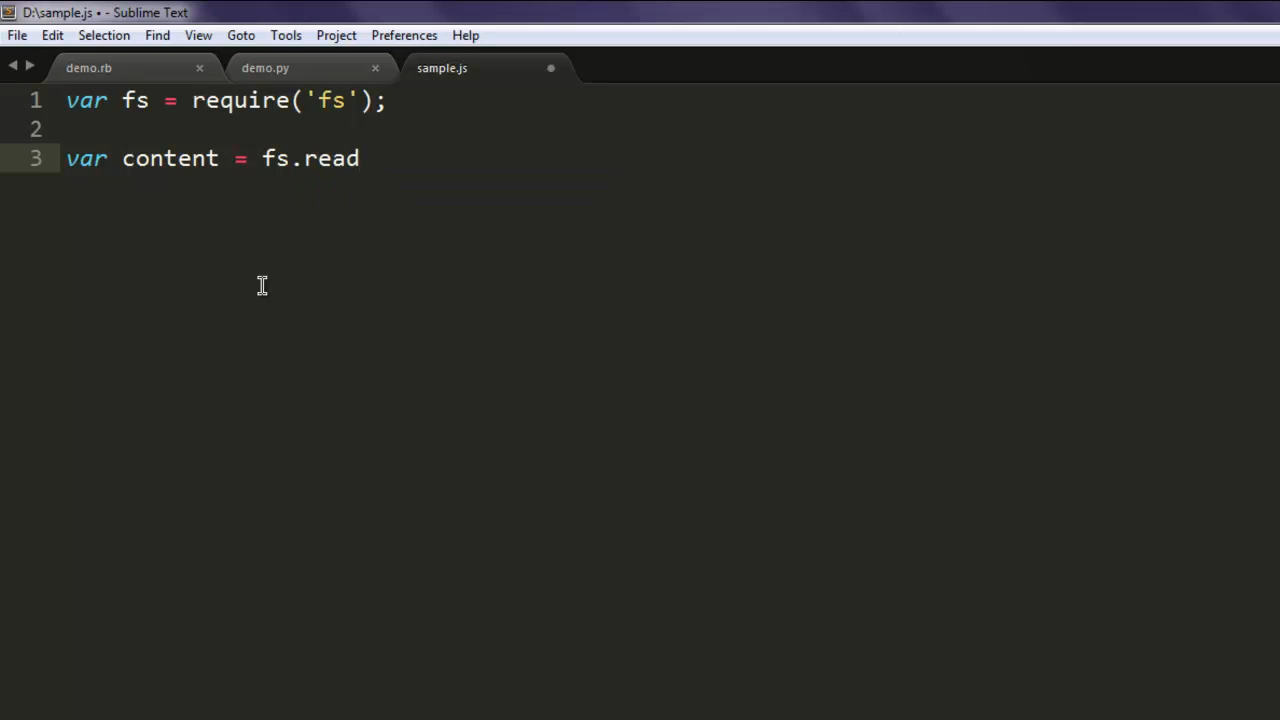 D:\sample.js • - Sublime Text
File Edit Selection Find View Goto Tools Project Preferences Help
demo.rb × demo.py × sample.js
1 var fs = require('fs');
2
3 var content = fs.read